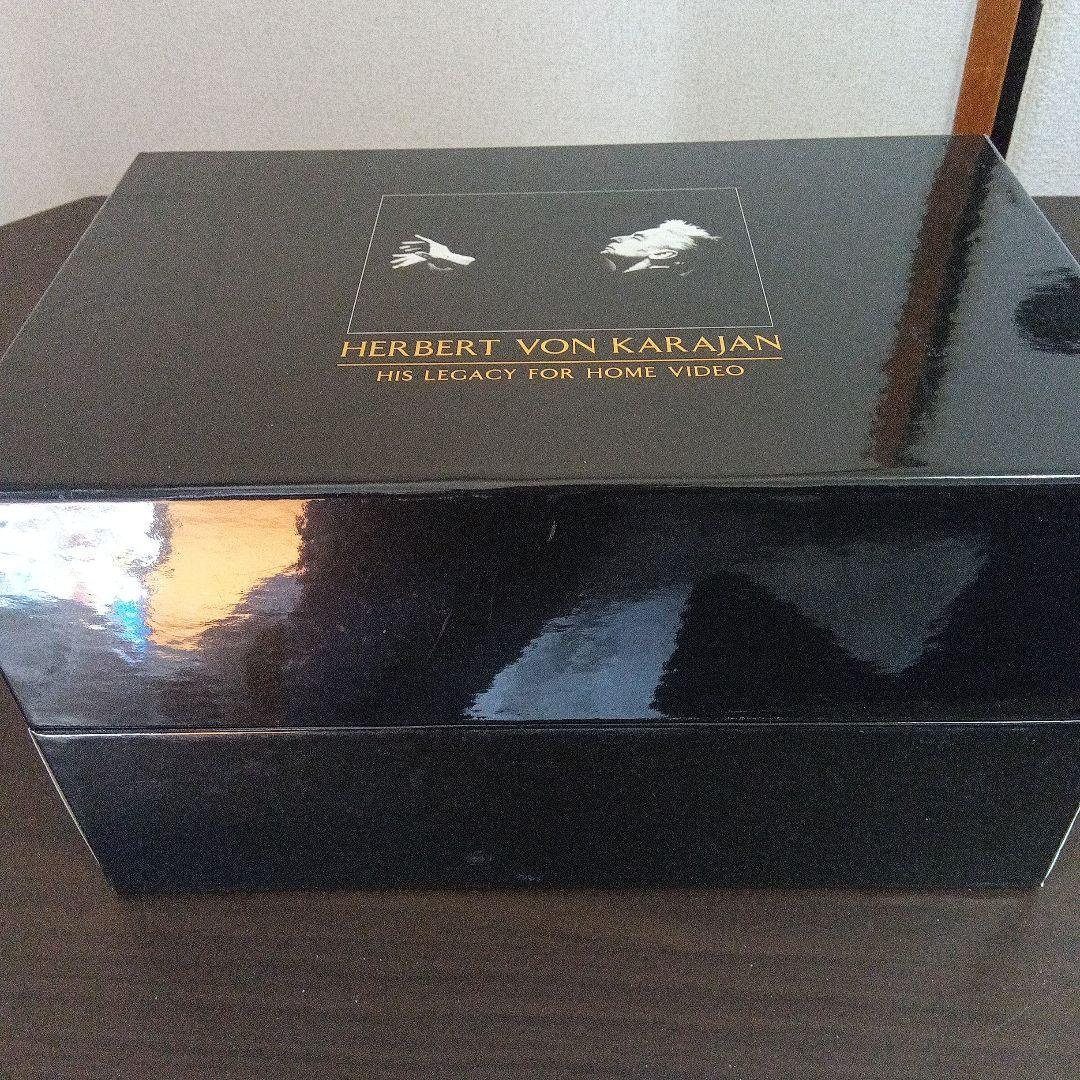 HERBERT VON KARAJAN
HIS LEGACY FOR HOME VIDEO